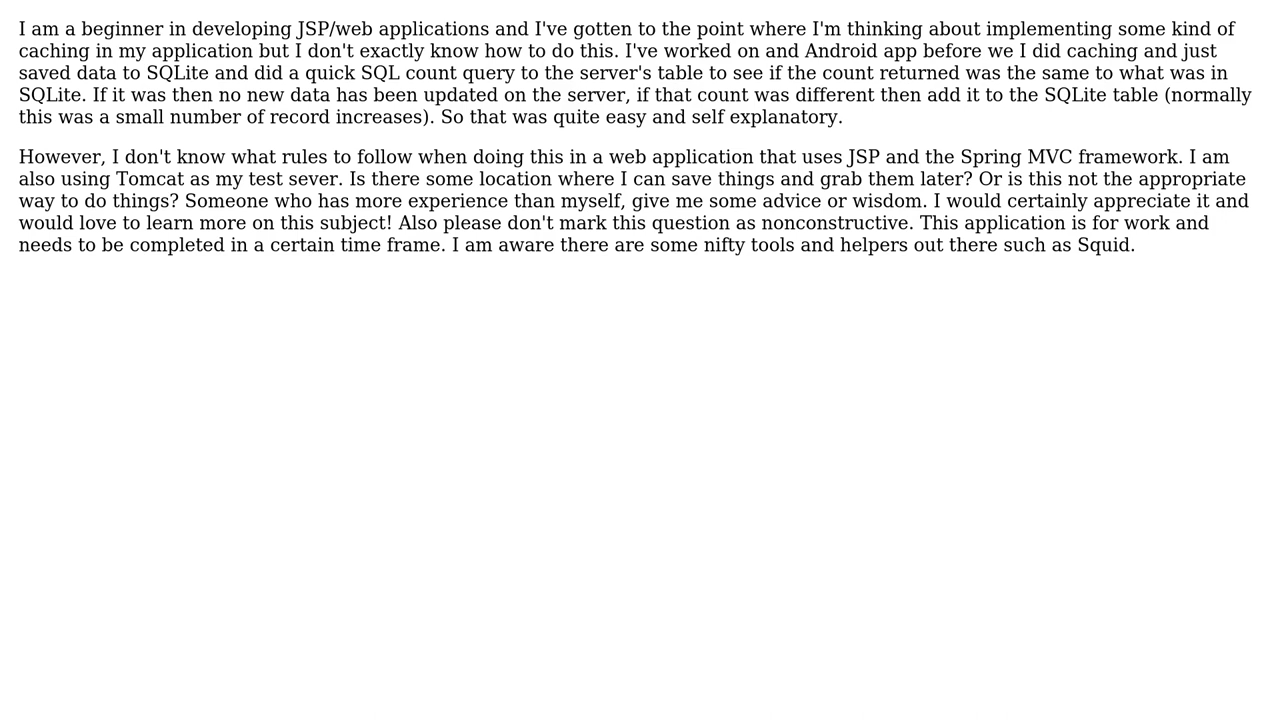 I am a beginner in developing JSP/web applications and I've gotten to the point where I'm thinking about implementing some kind of
caching in my application but I don't exactly know how to do this. I've worked on and Android app before we I did caching and just
saved data to SQLite and did a quick SQL count query to the server's table to see if the count returned was the same to what was in
SQLite. If it was then no new data has been updated on the server, if that count was different then add it to the SQLite table (normally
this was a small number of record increases). So that was quite easy and self explanatory.
However, I don't know what rules to follow when doing this in a web application that uses JSP and the Spring MVC framework. I am
also using Tomcat as my test sever. Is there some location where I can save things and grab them later? Or is this not the appropriate
way to do things? Someone who has more experience than myself, give me some advice or wisdom. I would certainly appreciate it and
would love to learn more on this subject! Also please don't mark this question as nonconstructive. This application is for work and
needs to be completed in a certain time frame. I am aware there are some nifty tools and helpers out there such as Squid.